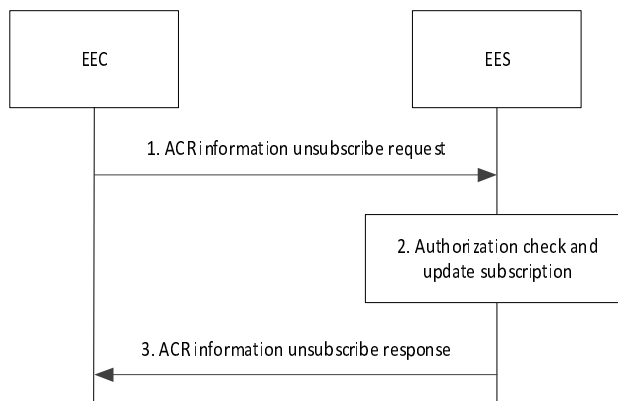 EEC
EES
1. ACR information unsubscribe request
2. Authorization check and
update subscription
3. ACR information unsubscribe response